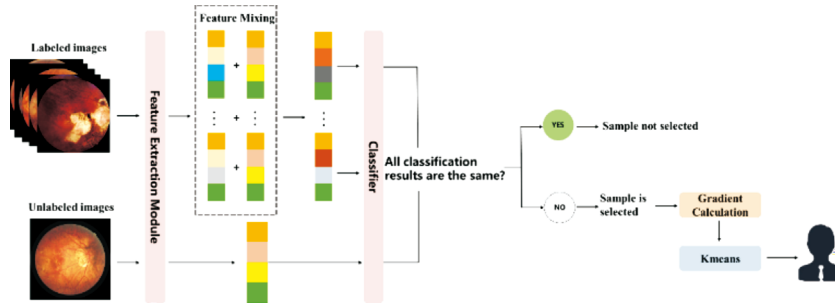 Feature Mixing
Labeled images
Feature Extraction Module
+
+
+
Classifier
All classification
results are the same?
YES
Sample not selected
NO
Sample is
selected
Gradient
Calculation
Kmeans
Unlabeled images